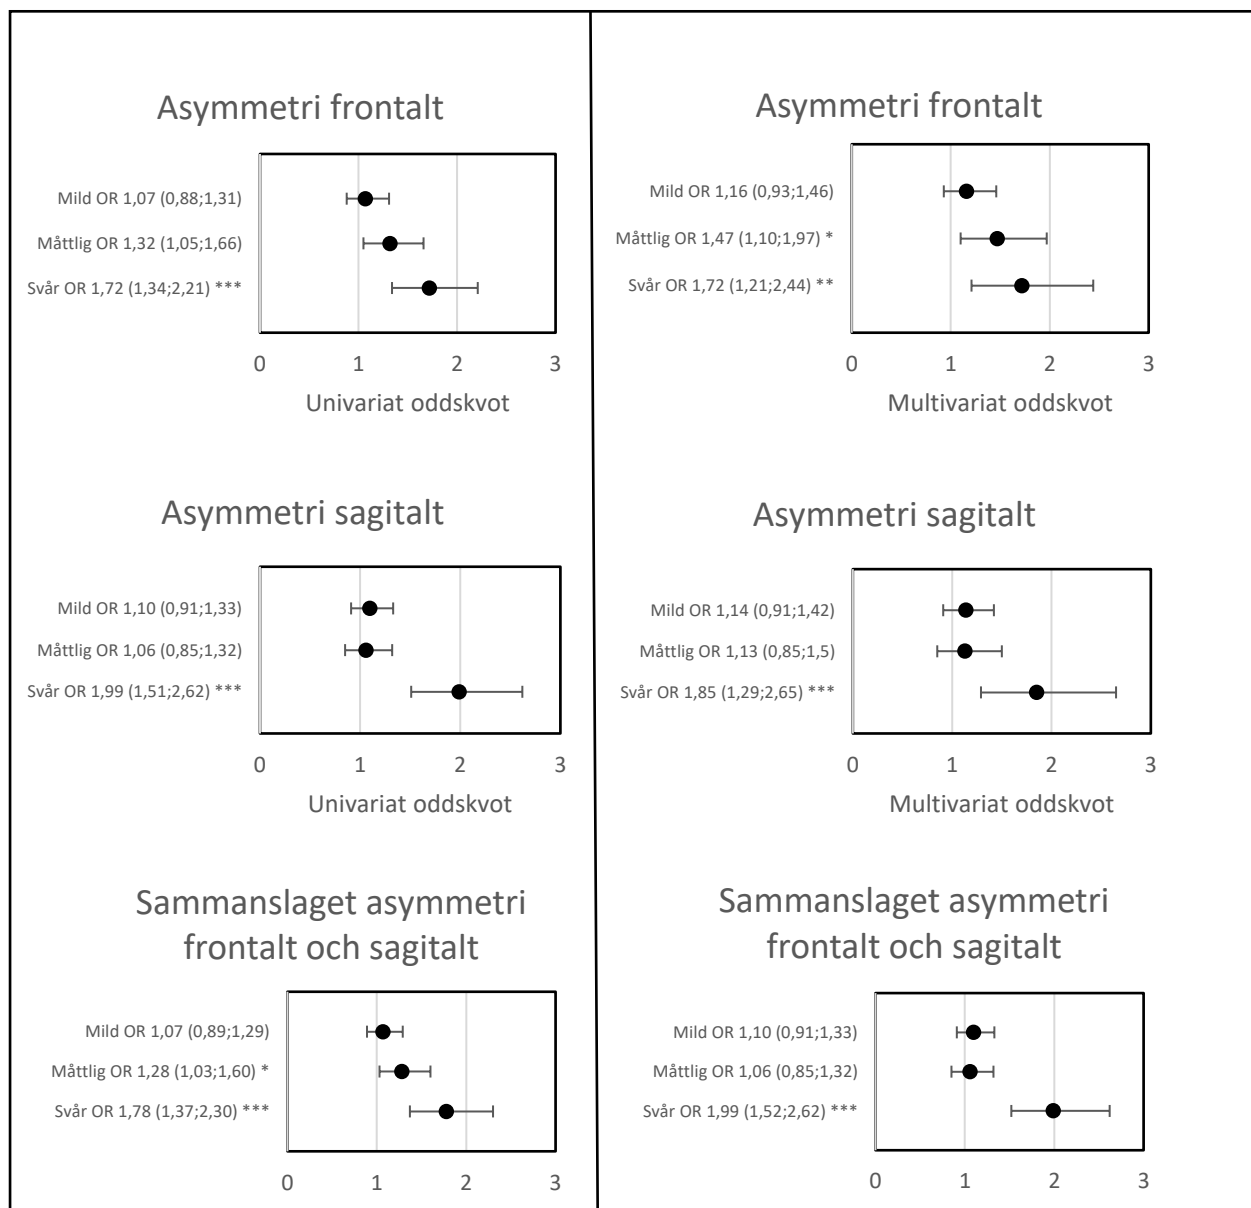 Asymmetri frontalt
Mild OR 1,07 (0,88;1,31)
Måttlig OR 1,32 (1,05;1,66)
Svår OR 1,72 (1,34;2,21) ***
0 1 2 3
Univariat oddskvot
Asymmetri frontalt
Mild OR 1,16 (0,93;1,46)
Måttlig OR 1,47 (1,10;1,97) *
Svår OR 1,72 (1,21;2,44) **
0 1 2 3
Multivariat oddskvot
Asymmetri sagitalt
Mild OR 1,10 (0,91;1,33)
Måttlig OR 1,06 (0,85;1,32)
Svår OR 1,99 (1,51;2,62) ***
0 1 2 3
Univariat oddskvot
Asymmetri sagitalt
Mild OR 1,14 (0,91;1,42)
Måttlig OR 1,13 (0,85;1,5)
Svår OR 1,85 (1,29;2,65) ***
0 1 2 3
Multivariat oddskvot
Sammanslaget asymmetri
frontalt och sagitalt
Mild OR 1,07 (0,89;1,29)
Måttlig OR 1,28 (1,03;1,60) *
Svår OR 1,78 (1,37;2,30) ***
0 1 2 3
Sammanslaget asymmetri
frontalt och sagitalt
Mild OR 1,10 (0,91;1,33)
Måttlig OR 1,06 (0,85;1,32)
Svår OR 1,99 (1,52;2,62) ***
0 1 2 3